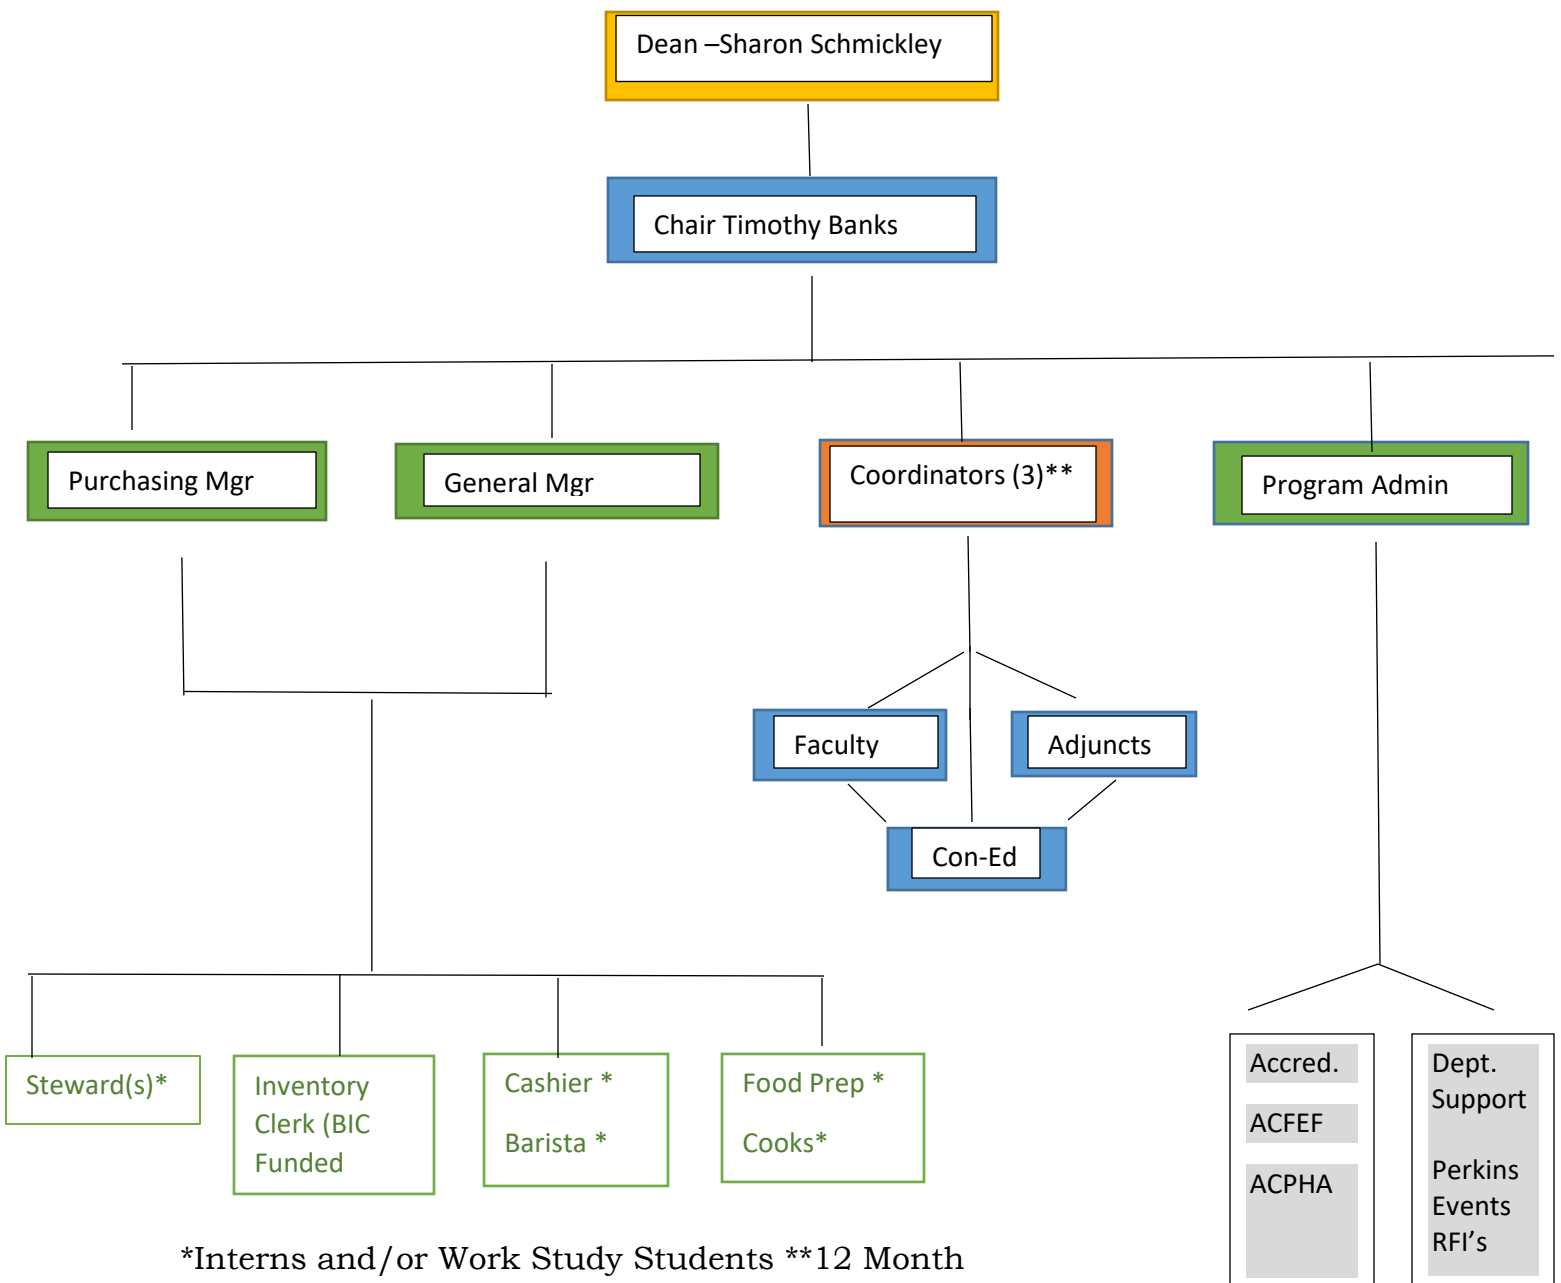 Dean –Sharon Schmickley
Chair Timothy Banks
Purchasing Mgr
General Mgr
Coordinators (3)**
Program Admin
Faculty
Adjuncts
Con-Ed
Steward(s)*
Inventory
Clerk (BIC
Funded
Cashier *
Barista *
Food Prep *
Cooks*
Accred.
ACFEF
ACPHA
Dept.
Support
Perkins
Events
RFI’s
*Interns and/or Work Study Students **12 Month